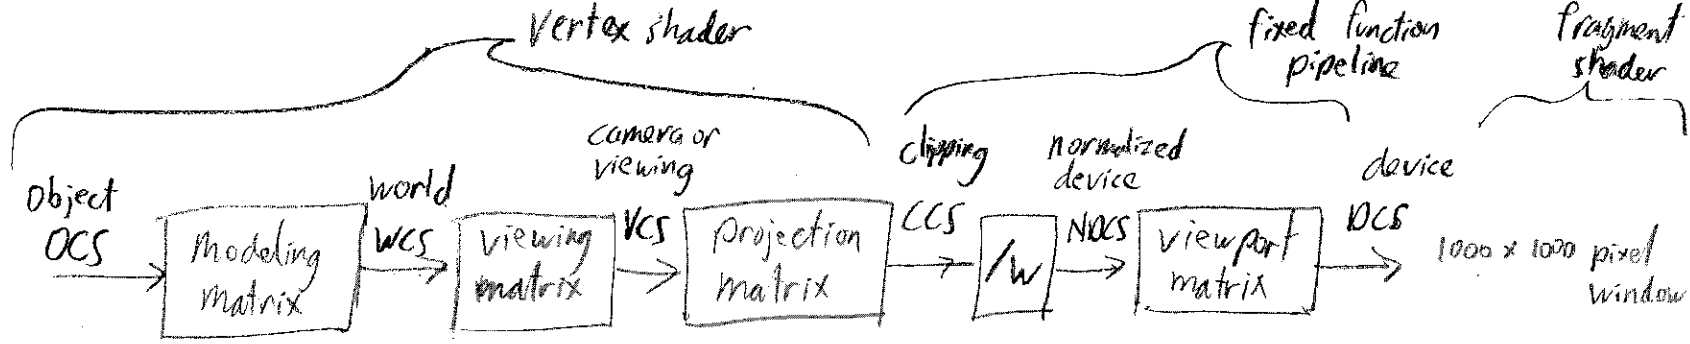 vertex shader
fixed function
pipeline
fragment
shader
object
OCS
modeling
matrix
world
WCS
viewing
matrix
camera or
viewing
VCS
projection
matrix
clipping
CCS
/w
normalized
device
NDCS
viewport
matrix
device
DCS
1000 x 1000 pixel
window